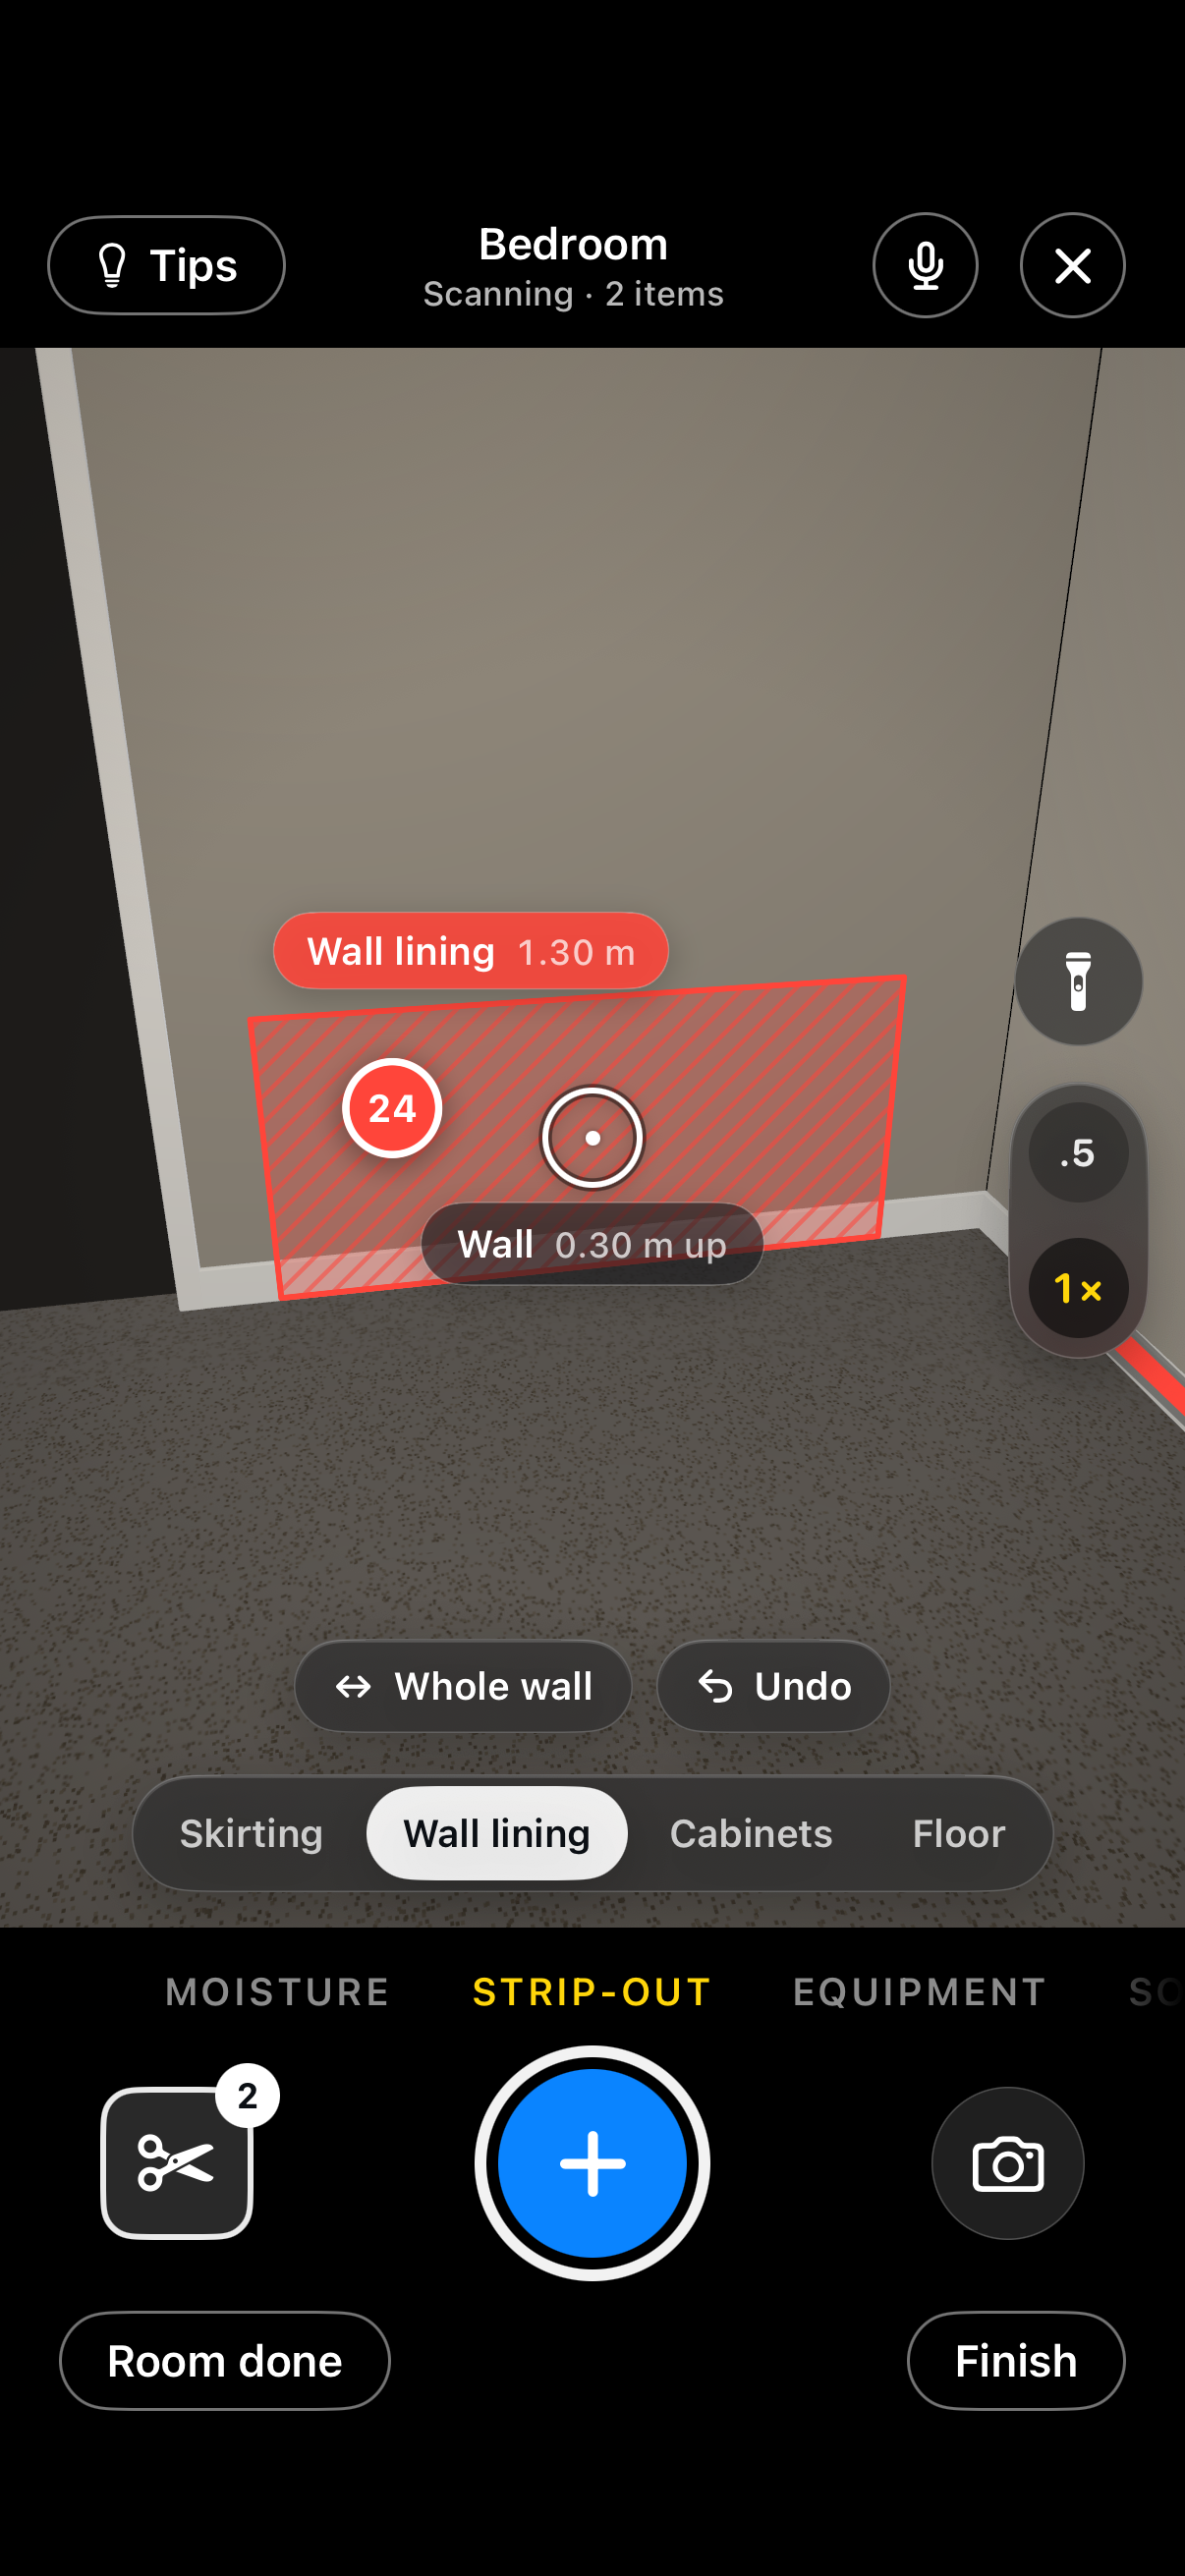 Tips
Bedroom
Scanning · 2 items
Wall lining 1.30 m
24
Wall 0.30 m up
.5
1×
Whole wall
Undo
Skirting
Wall lining
Cabinets
Floor
MOISTURE
STRIP-OUT
EQUIPMENT
2
Room done
Finish